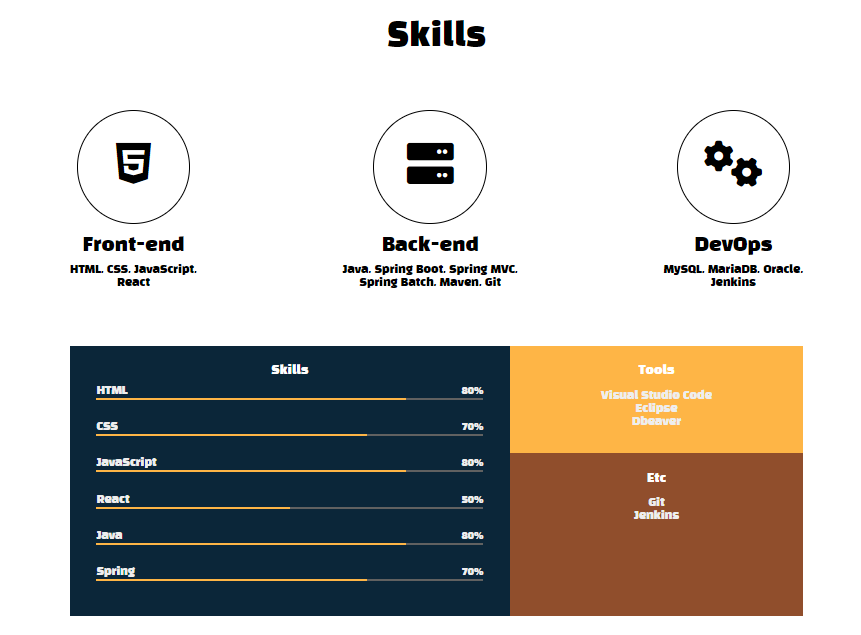 Skills
Front-end
HTML. CSS. JavaScript.
React
Back-end
Java. Spring Boot. Spring MVC.
Spring Batch. Maven. Git
DevOps
MySQL. MariaDB. Oracle.
Jenkins
Skills
HTML 80%
CSS 70%
JavaScript 80%
React 50%
Java 80%
Spring 70%
Tools
Visual Studio Code
Eclipse
Dbeaver
Etc
Git
Jenkins